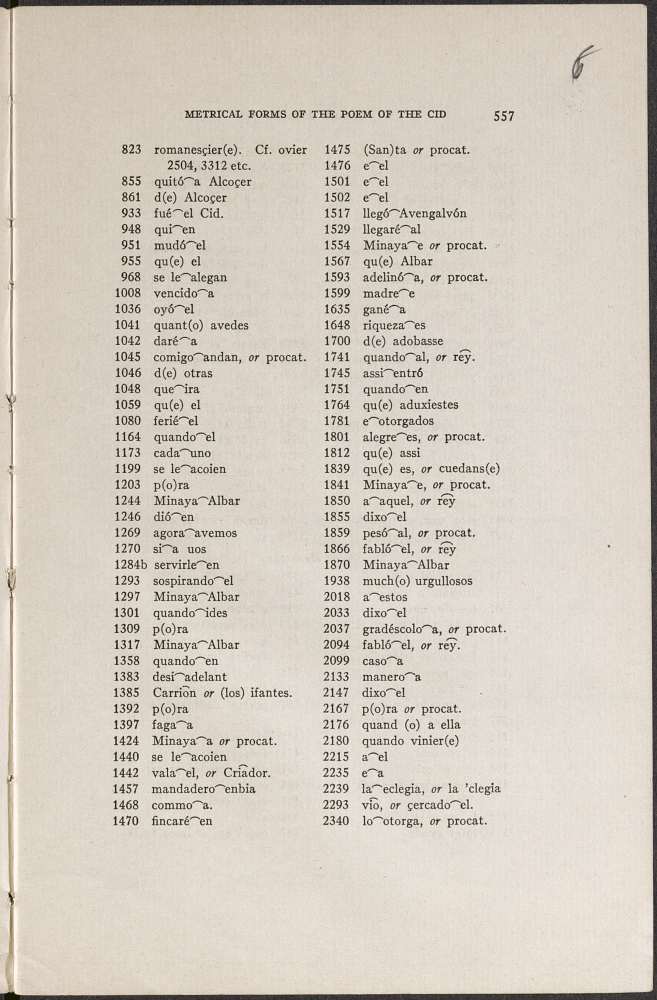 8
METRICAL FORMS OF THE POEM OF THE CID 557
823 romanesçier(e). Cf. ovier
2504, 3312 etc.
855 quitó⁀a Alcoçer
861 d(e) Alcoçer
933 fué⁀el Cid.
948 qui⁀en
951 mudó⁀el
955 qu(e) el
968 se le⁀alegan
1008 vencido⁀a
1036 oyó⁀el
1041 quant(o) avedes
1042 daré⁀a
1045 comigo⁀andan, or procat.
1046 d(e) otras
1048 que⁀ira
1059 qu(e) el
1080 ferié⁀el
1164 quando⁀el
1173 cada⁀uno
1199 se le⁀acoien
1203 p(o)ra
1244 Minaya⁀Albar
1246 dió⁀en
1269 agora⁀avemos
1270 si⁀a uos
1284b servirle⁀en
1293 sospirando⁀el
1297 Minaya⁀Albar
1301 quando⁀ides
1309 p(o)ra
1317 Minaya⁀Albar
1358 quando⁀en
1383 desi⁀adelant
1385 Carri͡on or (los) ifantes.
1392 p(o)ra
1397 faga⁀a
1424 Minaya⁀a or procat.
1440 se le⁀acoien
1442 vala⁀el, or Cri͡ador.
1457 mandadero⁀enbia
1468 commo⁀a.
1470 fincaré⁀en
1475 (San)ta or procat.
1476 e⁀el
1501 e⁀el
1502 e⁀el
1517 llegó⁀Avengalvón
1529 llegaré⁀al
1554 Minaya⁀e or procat.
1567 qu(e) Albar
1593 adelinó⁀a, or procat.
1599 madre⁀e
1635 gané⁀a
1648 riqueza⁀es
1700 d(e) adobasse
1741 quando⁀al, or re͡y.
1745 assi⁀entró
1751 quando⁀en
1764 qu(e) aduxiestes
1781 e⁀otorgados
1801 alegre⁀es, or procat.
1812 qu(e) assi
1839 qu(e) es, or cuedans(e)
1841 Minaya⁀e, or procat.
1850 a⁀aquel, or re͡y
1855 dixo⁀el
1859 pesó⁀al, or procat.
1866 fabló⁀el, or re͡y
1870 Minaya⁀Albar
1938 much(o) urgullosos
2018 a⁀estos
2033 dixo⁀el
2037 gradéscolo⁀a, or procat.
2094 fabló⁀el, or re͡y.
2099 caso⁀a
2133 manero⁀a
2147 dixo⁀el
2167 p(o)ra or procat.
2176 quand (o) a ella
2180 quando vinier(e)
2215 a⁀el
2235 e⁀a
2239 la⁀eclegia, or la 'clegia
2293 vi͡o, or çercado⁀el.
2340 lo⁀otorga, or procat.